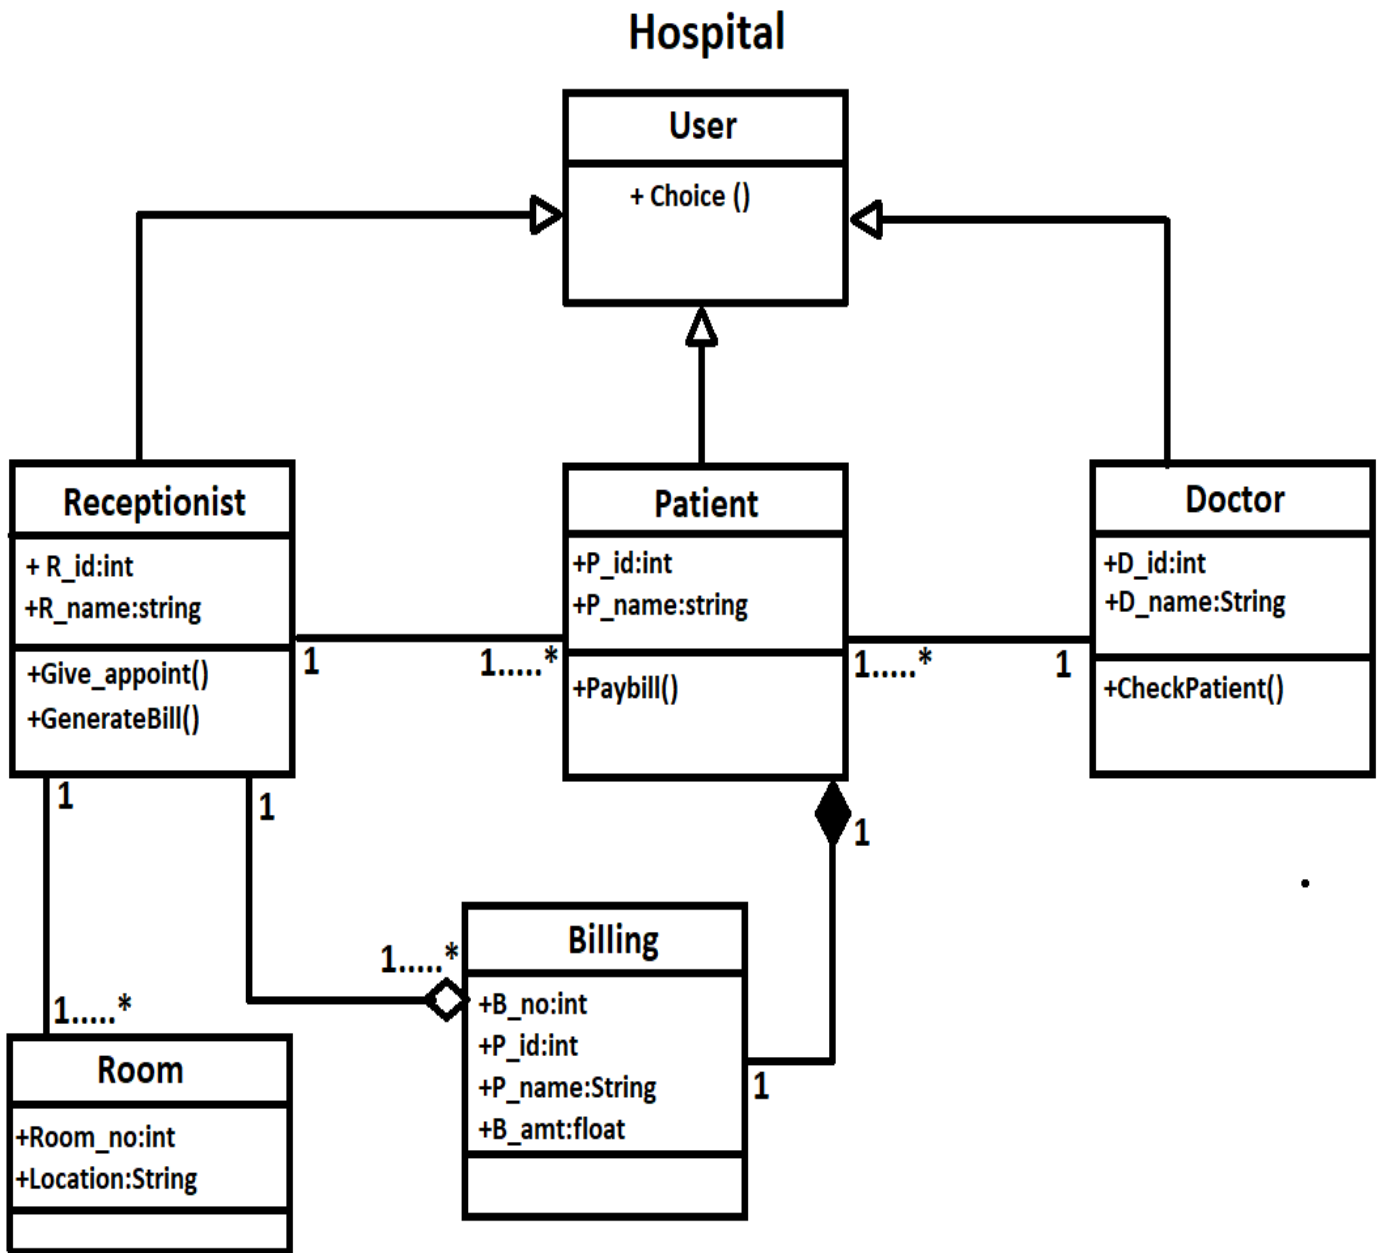 Hospital
User
+ Choice ()
Receptionist
+ R_id:int
+R_name:string
+Give_appoint()
+GenerateBill()
Patient
+P_id:int
+P_name:string
+Paybill()
Doctor
+D_id:int
+D_name:String
+CheckPatient()
1
1.....*
1.....*
1
1
1
1
1.....*
1.....*
Billing
+B_no:int
+P_id:int
+P_name:String
+B_amt:float
1
Room
+Room_no:int
+Location:String